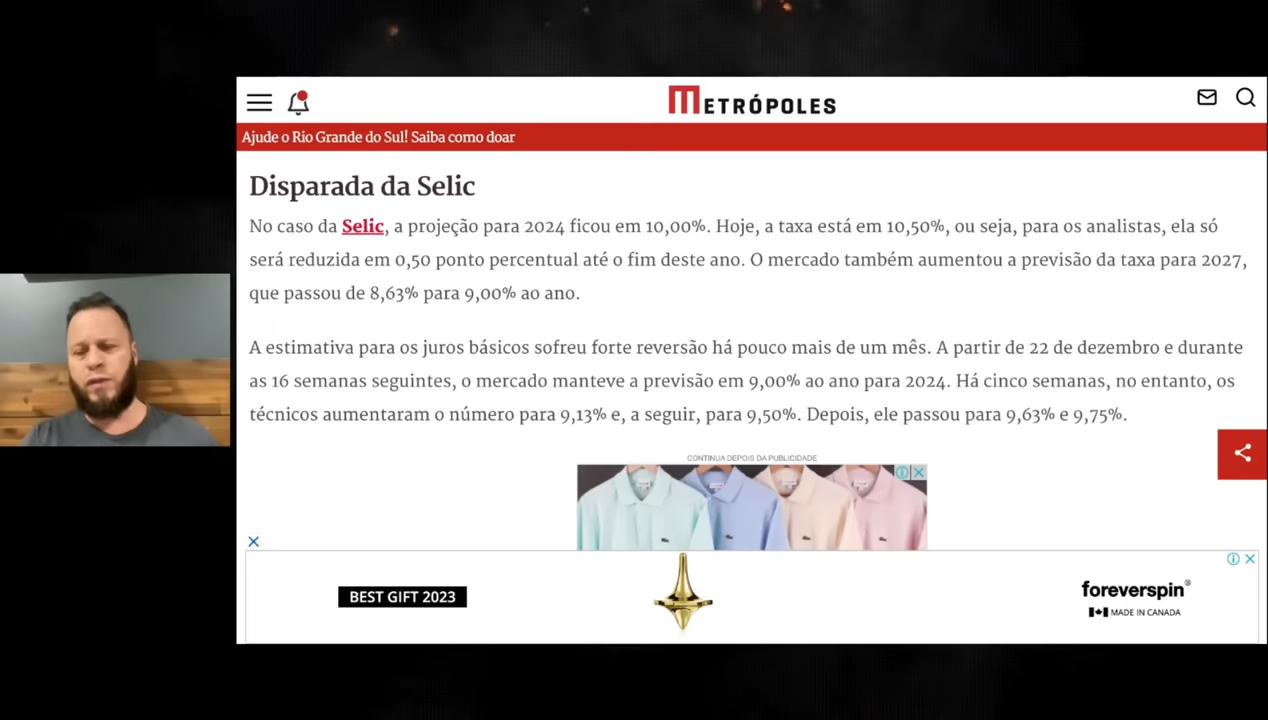 METRÓPOLES
Ajude o Rio Grande do Sul! Saiba como doar
Disparada da Selic
No caso da Selic, a projeção para 2024 ficou em 10,00%. Hoje, a taxa está em 10,50%, ou seja, para os analistas, ela só
será reduzida em 0,50 ponto percentual até o fim deste ano. O mercado também aumentou a previsão da taxa para 2027,
que passou de 8,63% para 9,00% ao ano.
A estimativa para os juros básicos sofreu forte reversão há pouco mais de um mês. A partir de 22 de dezembro e durante
as 16 semanas seguintes, o mercado manteve a previsão em 9,00% ao ano para 2024. Há cinco semanas, no entanto, os
técnicos aumentaram o número para 9,13% e, a seguir, para 9,50%. Depois, ele passou para 9,63% e 9,75%.
CONTINUA DEPOIS DA PUBLICIDADE
BEST GIFT 2023
foreverspin®
MADE IN CANADA